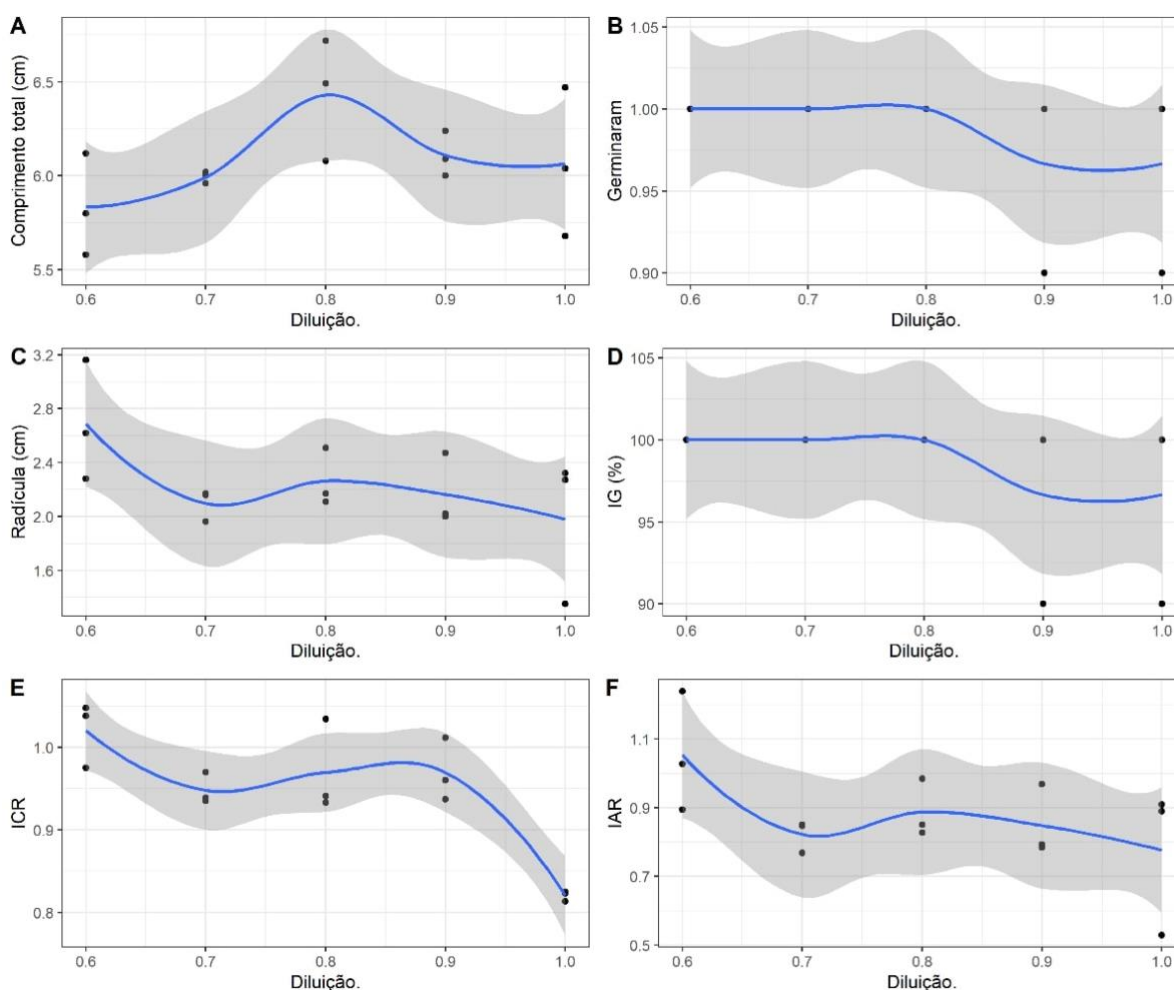 A
Comprimento total (cm)
6.5
6.0
5.5
0.6 0.7 0.8 0.9 1.0
Diluição.
B
Germinaram
1.05
1.00
0.95
0.90
0.6 0.7 0.8 0.9 1.0
Diluição.
C
Radícula (cm)
3.2
2.8
2.4
2.0
1.6
0.6 0.7 0.8 0.9 1.0
Diluição.
D
IG (%)
105
100
95
90
0.6 0.7 0.8 0.9 1.0
Diluição.
E
ICR
1.0
0.9
0.8
0.6 0.7 0.8 0.9 1.0
Diluição.
F
IAR
1.1
0.9
0.7
0.5
0.6 0.7 0.8 0.9 1.0
Diluição.